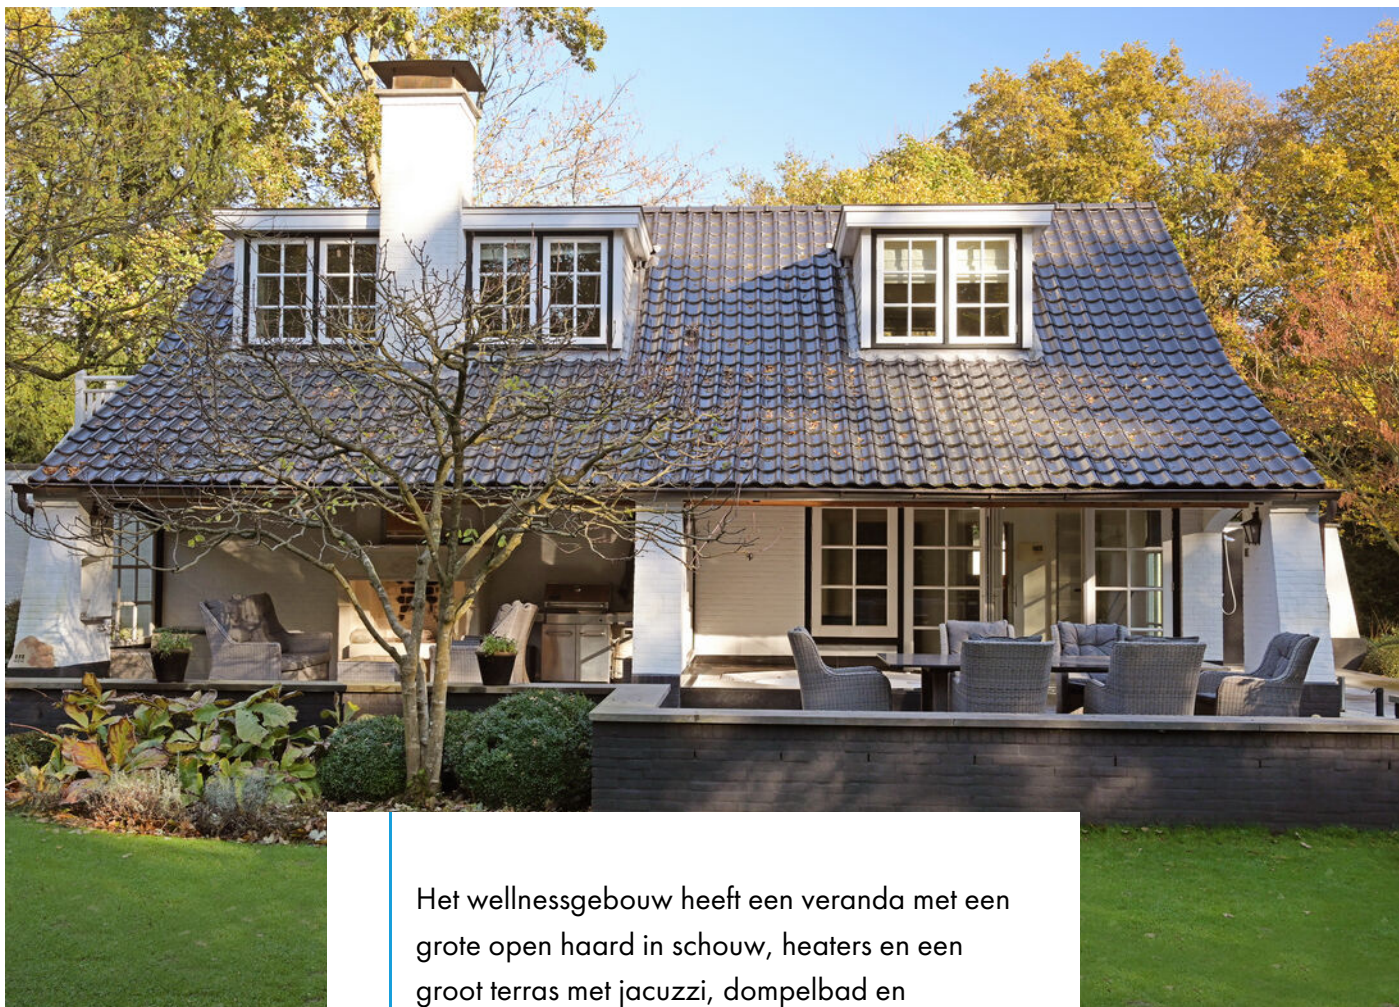 Het wellnessgebouw heeft een veranda met een
grote open haard in schouw, heaters en een
groot terras met jacuzzi, dompelbad en